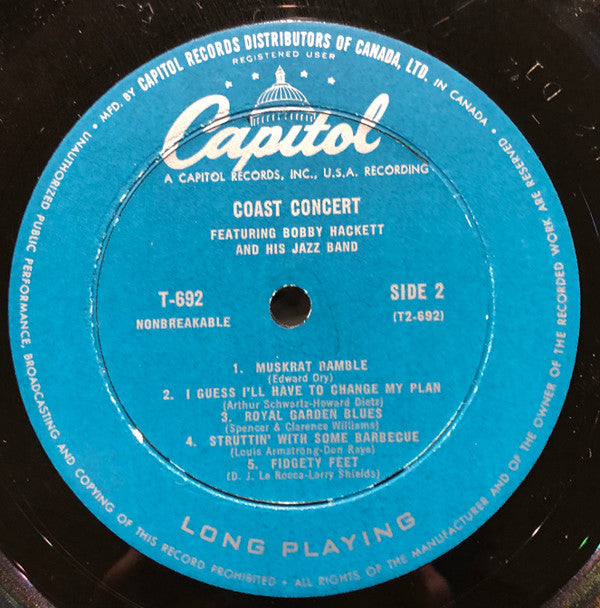 MFD. BY CAPITOL RECORDS DISTRIBUTORS OF CANADA, LTD. IN CANADA •
REGISTERED USER
Capitol
A CAPITOL RECORDS, INC., U.S.A. RECORDING
COAST CONCERT
FEATURING BOBBY HACKETT
AND HIS JAZZ BAND
T-692
NONBREAKABLE
SIDE 2
(T2-692)
1. MUSKRAT RAMBLE
(Edward Ory)
2. I GUESS I'LL HAVE TO CHANGE MY PLAN
(Arthur Schwartz-Howard Dietz)
3. ROYAL GARDEN BLUES
(Spencer & Clarence Williams)
4. STRUTTIN' WITH SOME BARBECUE
(Louis Armstrong-Don Raye)
5. FIDGETY FEET
(D. J. La Rocca-Larry Shields)
LONG PLAYING
UNAUTHORIZED PUBLIC PERFORMANCE, BROADCASTING AND COPYING OF THIS RECORD PROHIBITED • ALL RIGHTS OF THE MANUFACTURER AND OF THE OWNER OF THE RECORDED WORK ARE RESERVED •